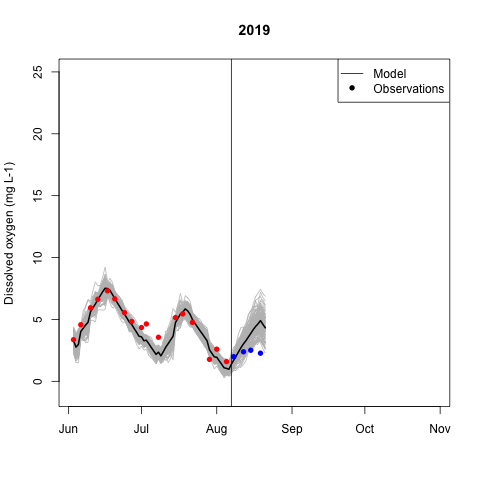 2019
Model
Observations
Dissolved oxygen (mg L-1)
25
20
15
10
5
0
Jun Jul Aug Sep Oct Nov